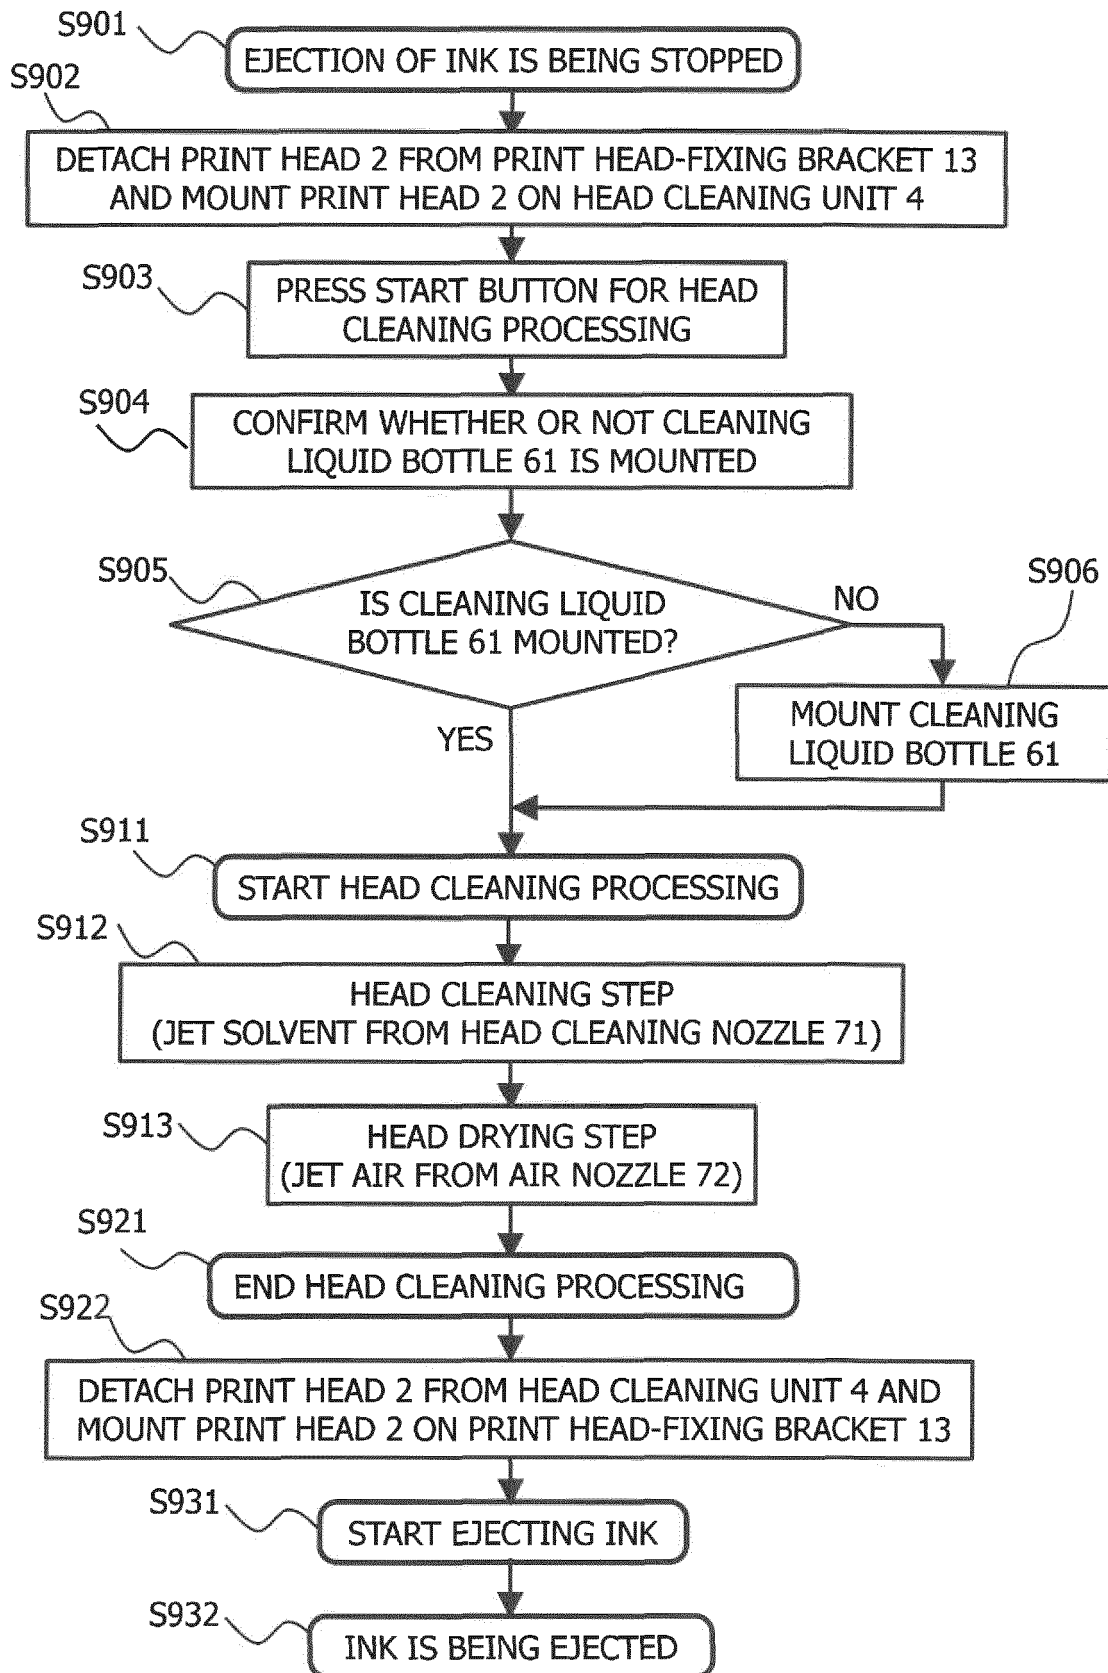 S901
EJECTION OF INK IS BEING STOPPED
S902
DETACH PRINT HEAD 2 FROM PRINT HEAD-FIXING BRACKET 13
AND MOUNT PRINT HEAD 2 ON HEAD CLEANING UNIT 4
S903
PRESS START BUTTON FOR HEAD
CLEANING PROCESSING
S904
CONFIRM WHETHER OR NOT CLEANING
LIQUID BOTTLE 61 IS MOUNTED
S905
IS CLEANING LIQUID
BOTTLE 61 MOUNTED?
NO
S906
MOUNT CLEANING
LIQUID BOTTLE 61
YES
S911
START HEAD CLEANING PROCESSING
S912
HEAD CLEANING STEP
(JET SOLVENT FROM HEAD CLEANING NOZZLE 71)
S913
HEAD DRYING STEP
(JET AIR FROM AIR NOZZLE 72)
S921
END HEAD CLEANING PROCESSING
S922
DETACH PRINT HEAD 2 FROM HEAD CLEANING UNIT 4 AND
MOUNT PRINT HEAD 2 ON PRINT HEAD-FIXING BRACKET 13
S931
START EJECTING INK
S932
INK IS BEING EJECTED